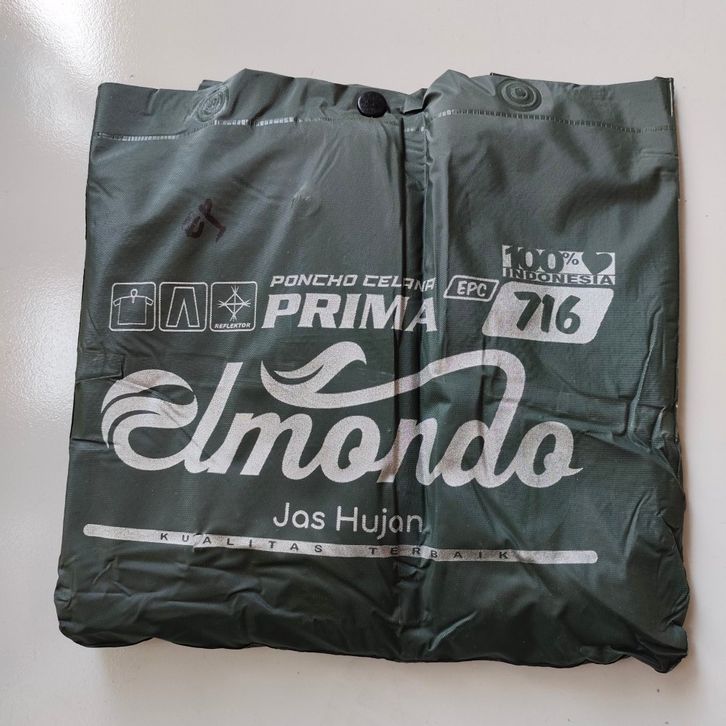 100%
INDONESIA
PONCHO CELANA
PRIMA
EPC
716
REFLEKTOR
elmondo
Jas Hujan
KUALITAS TERBAIK